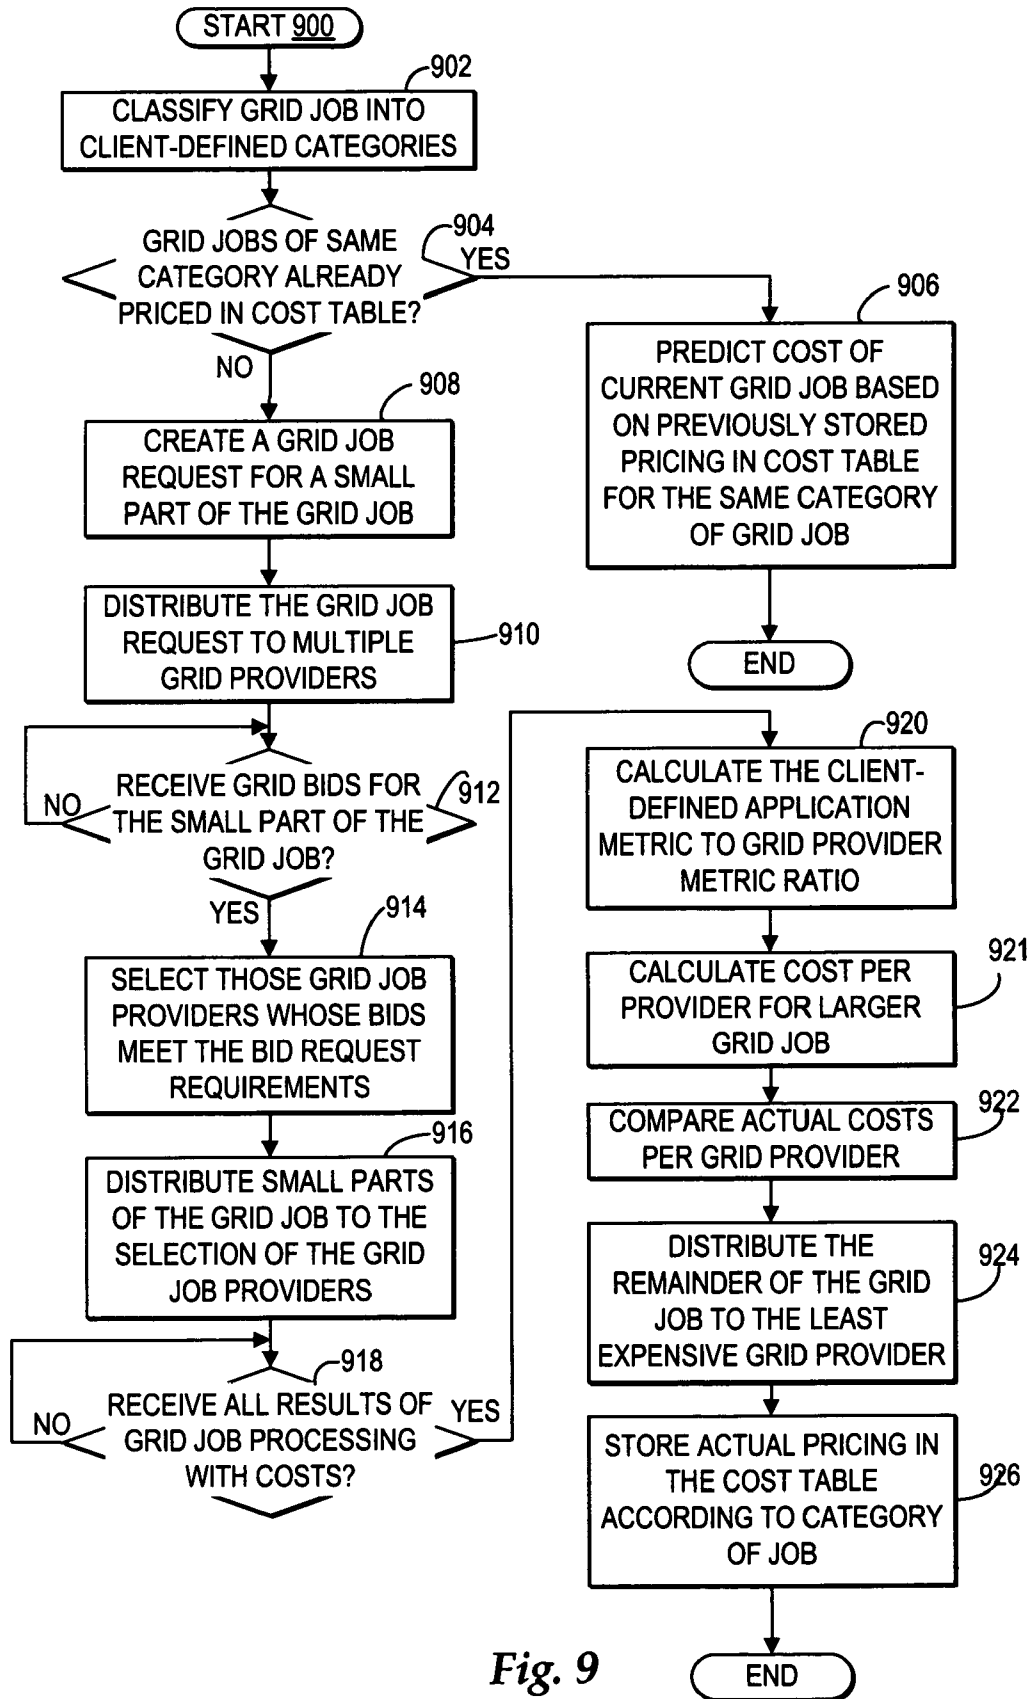 START 900
902
CLASSIFY GRID JOB INTO
CLIENT-DEFINED CATEGORIES
904
GRID JOBS OF SAME
CATEGORY ALREADY
PRICED IN COST TABLE?
YES
NO
906
PREDICT COST OF
CURRENT GRID JOB BASED
ON PREVIOUSLY STORED
PRICING IN COST TABLE
FOR THE SAME CATEGORY
OF GRID JOB
END
908
CREATE A GRID JOB
REQUEST FOR A SMALL
PART OF THE GRID JOB
DISTRIBUTE THE GRID JOB
REQUEST TO MULTIPLE
GRID PROVIDERS
910
RECEIVE GRID BIDS FOR
THE SMALL PART OF THE
GRID JOB?
912
NO
YES
914
SELECT THOSE GRID JOB
PROVIDERS WHOSE BIDS
MEET THE BID REQUEST
REQUIREMENTS
916
DISTRIBUTE SMALL PARTS
OF THE GRID JOB TO THE
SELECTION OF THE GRID
JOB PROVIDERS
918
RECEIVE ALL RESULTS OF
GRID JOB PROCESSING
WITH COSTS?
NO
YES
920
CALCULATE THE CLIENT-
DEFINED APPLICATION
METRIC TO GRID PROVIDER
METRIC RATIO
921
CALCULATE COST PER
PROVIDER FOR LARGER
GRID JOB
922
COMPARE ACTUAL COSTS
PER GRID PROVIDER
924
DISTRIBUTE THE
REMAINDER OF THE GRID
JOB TO THE LEAST
EXPENSIVE GRID PROVIDER
926
STORE ACTUAL PRICING IN
THE COST TABLE
ACCORDING TO CATEGORY
OF JOB
END
Fig. 9